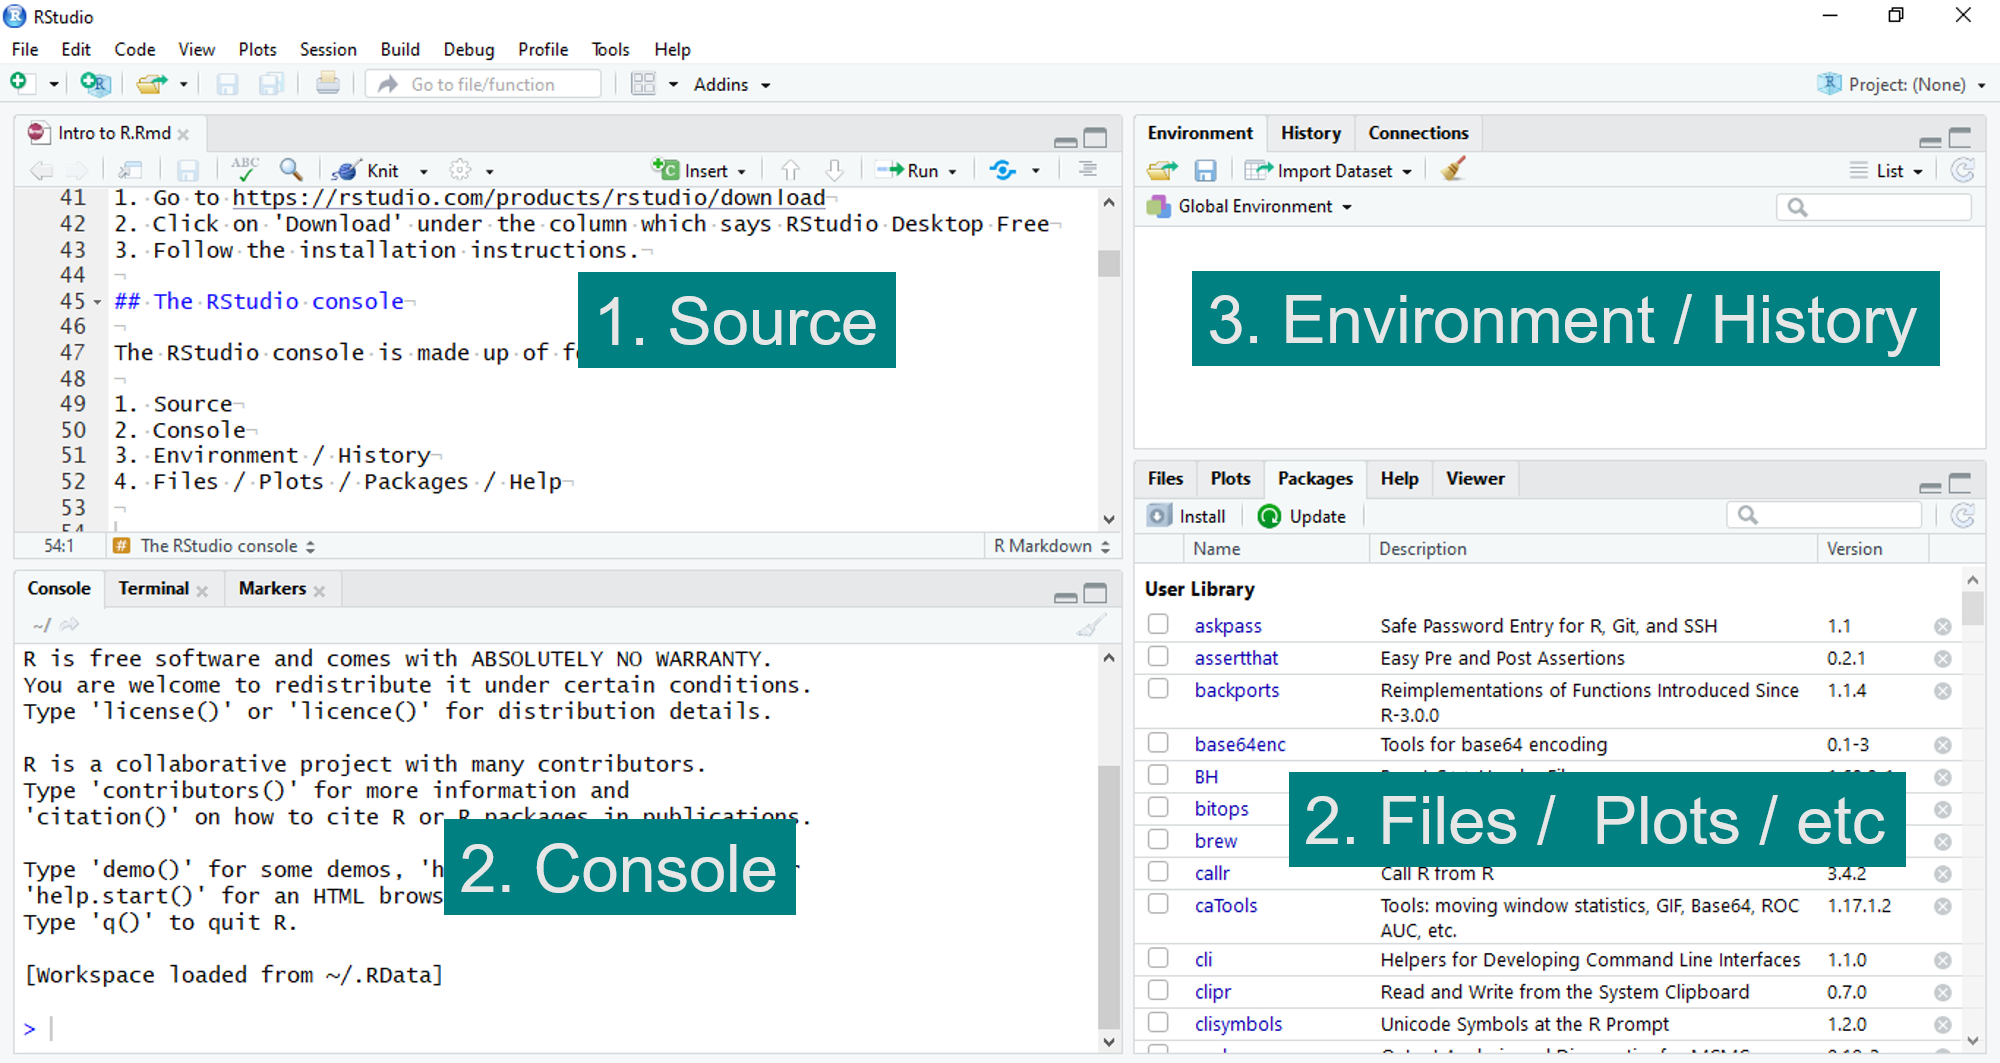 RStudio
File Edit Code View Plots Session Build Debug Profile Tools Help
Go to file/function Addins Project: (None)
Intro to R.Rmd
ABC Knit Insert Run
41 1. Go to https://rstudio.com/products/rstudio/download
42 2. Click on 'Download' under the column which says RStudio Desktop Free
43 3. Follow the installation instructions.
44
45 ## The RStudio console
46
47 The RStudio console is made up of
48
49 1. Source
50 2. Console
51 3. Environment / History
52 4. Files / Plots / Packages / Help
53
54
1. Source
54:1 # The RStudio console R Markdown
Console Terminal Markers
~/
R is free software and comes with ABSOLUTELY NO WARRANTY.
You are welcome to redistribute it under certain conditions.
Type 'license()' or 'licence()' for distribution details.
R is a collaborative project with many contributors.
Type 'contributors()' for more information and
'citation()' on how to cite R or R packages in publications.
Type 'demo()' for some demos,
'help.start()' for an HTML
Type 'q()' to quit R.
[Workspace loaded from ~/.RData]
>
2. Console
Environment History Connections
Import Dataset List
Global Environment
3. Environment / History
Files Plots Packages Help Viewer
Install Update
Name Description Version
User Library
askpass Safe Password Entry for R, Git, and SSH 1.1
assertthat Easy Pre and Post Assertions 0.2.1
backports Reimplementations of Functions Introduced Since 1.1.4
R-3.0.0
base64enc Tools for base64 encoding 0.1-3
BH
bitops
brew
2. Files / Plots / etc
callr Call R from R 3.4.2
caTools Tools: moving window statistics, GIF, Base64, ROC 1.17.1.2
AUC, etc.
cli Helpers for Developing Command Line Interfaces 1.1.0
clipr Read and Write from the System Clipboard 0.7.0
clisymbols Unicode Symbols at the R Prompt 1.2.0